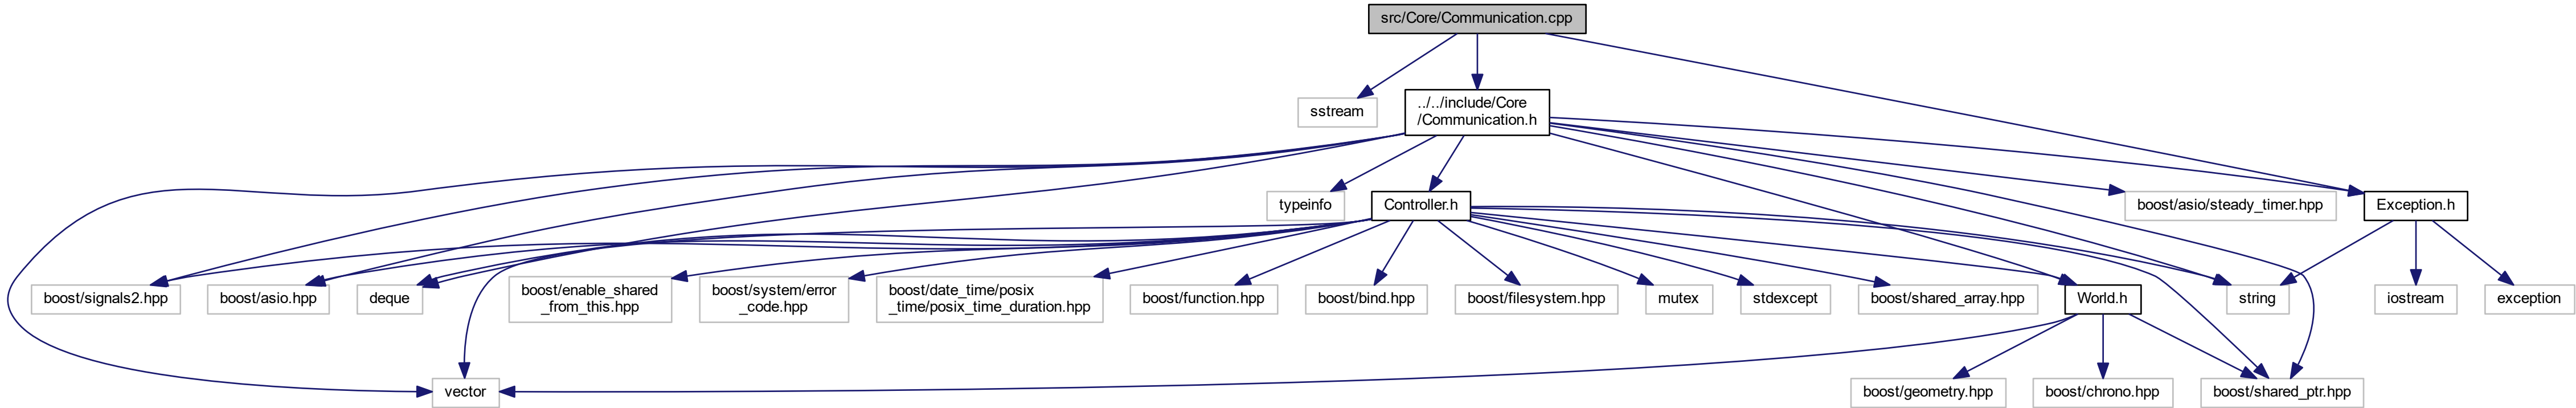 src/Core/Communication.cpp
sstream
../../include/Core
/Communication.h
typeinfo
Controller.h
boost/asio/steady_timer.hpp
Exception.h
boost/signals2.hpp
boost/asio.hpp
deque
boost/enable_shared
_from_this.hpp
boost/system/error
_code.hpp
boost/date_time/posix
_time/posix_time_duration.hpp
boost/function.hpp
boost/bind.hpp
boost/filesystem.hpp
mutex
stdexcept
boost/shared_array.hpp
World.h
string
iostream
exception
vector
boost/geometry.hpp
boost/chrono.hpp
boost/shared_ptr.hpp